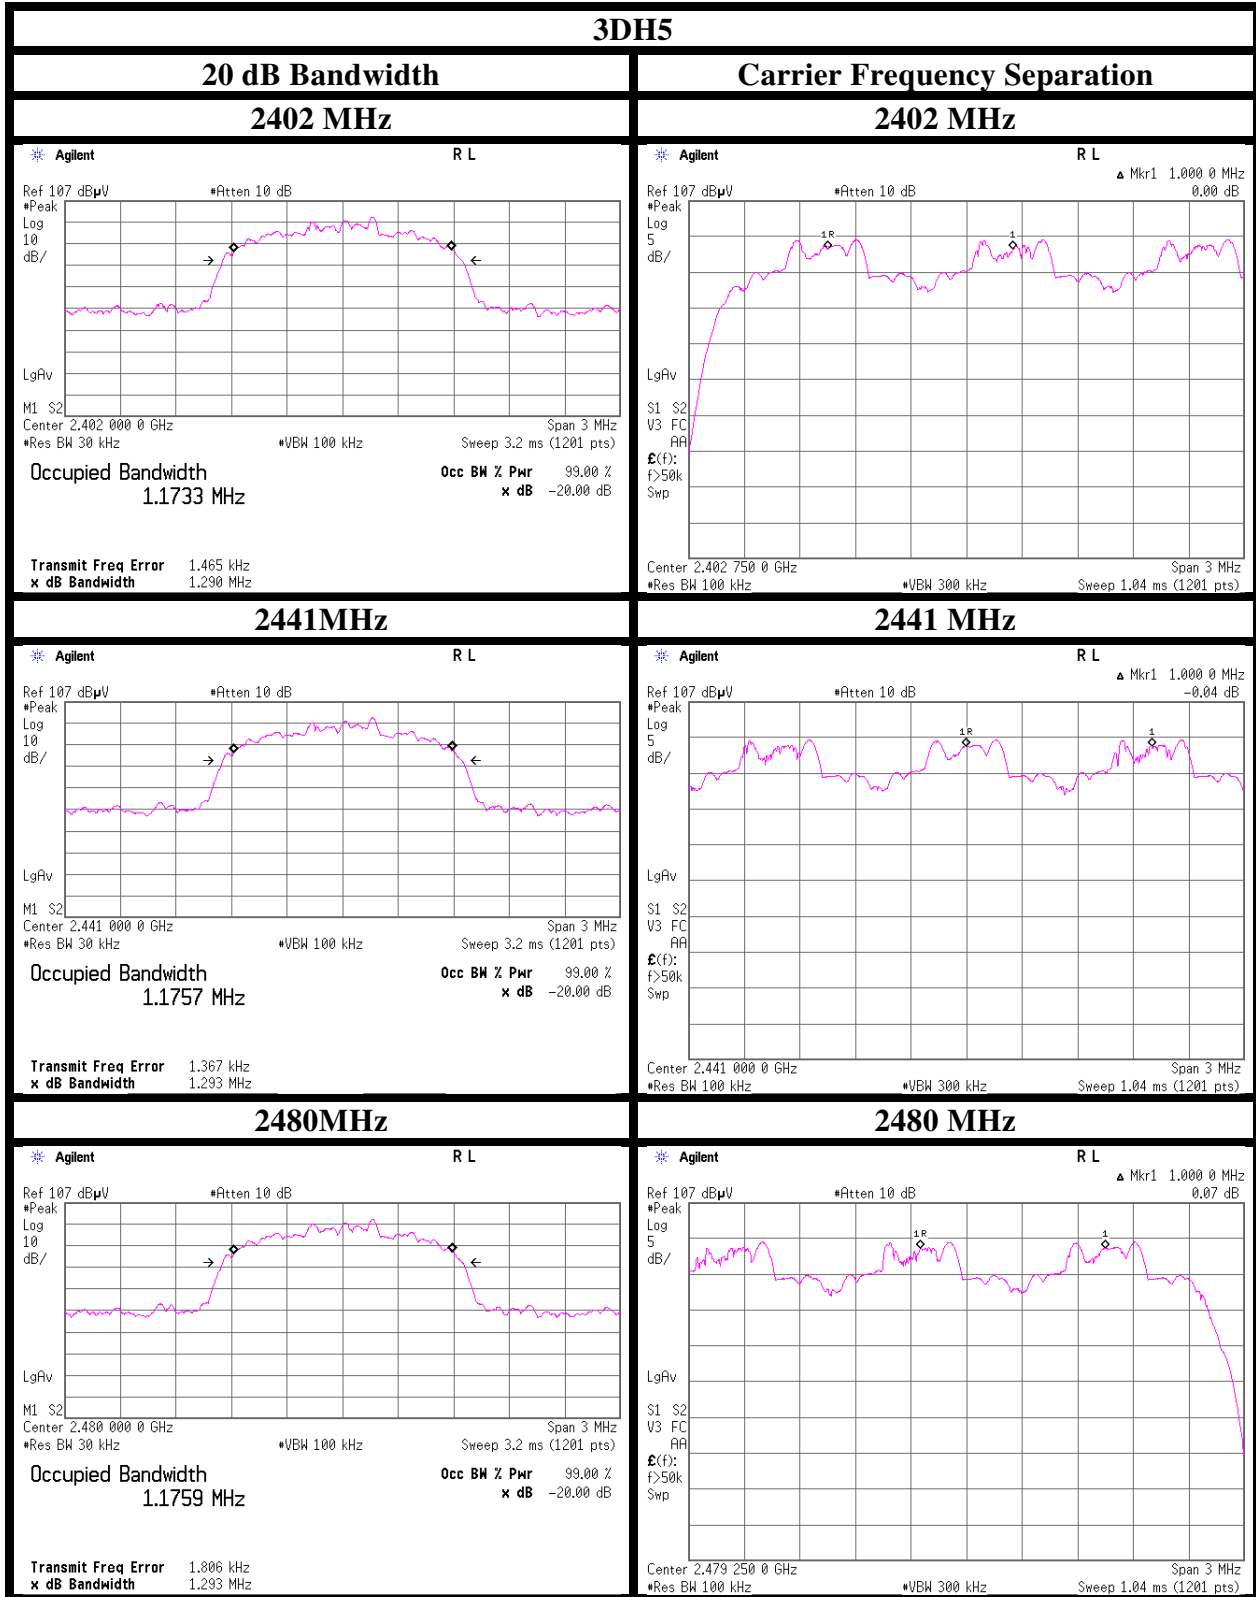 3DH5
20 dB Bandwidth
Carrier Frequency Separation
2402 MHz
2402 MHz
Agilent
R L
Ref 107 dBµV
#Atten 10 dB
#Peak
Log
10
dB/
LgAv
M1 S2
Center 2.402 000 0 GHz
Span 3 MHz
#Res BW 30 kHz
#VBW 100 kHz
Sweep 3.2 ms (1201 pts)
Occupied Bandwidth
1.1733 MHz
Occ BW % Pwr 99.00 %
x dB -20.00 dB
Transmit Freq Error 1.465 kHz
x dB Bandwidth 1.290 MHz
Agilent
R L
Δ Mkr1 1.000 0 MHz
Ref 107 dBµV
#Atten 10 dB
0.00 dB
#Peak
Log
5
dB/
1R
1
LgAv
S1 S2
V3 FC
AA
£(f):
f>50k
Swp
Center 2.402 750 0 GHz
Span 3 MHz
#Res BW 100 kHz
#VBW 300 kHz
Sweep 1.04 ms (1201 pts)
2441MHz
2441 MHz
Agilent
R L
Ref 107 dBµV
#Atten 10 dB
#Peak
Log
10
dB/
LgAv
M1 S2
Center 2.441 000 0 GHz
Span 3 MHz
#Res BW 30 kHz
#VBW 100 kHz
Sweep 3.2 ms (1201 pts)
Occupied Bandwidth
1.1757 MHz
Occ BW % Pwr 99.00 %
x dB -20.00 dB
Transmit Freq Error 1.367 kHz
x dB Bandwidth 1.293 MHz
Agilent
R L
Δ Mkr1 1.000 0 MHz
Ref 107 dBµV
#Atten 10 dB
-0.04 dB
#Peak
Log
5
dB/
1R
1
LgAv
S1 S2
V3 FC
AA
£(f):
f>50k
Swp
Center 2.441 000 0 GHz
Span 3 MHz
#Res BW 100 kHz
#VBW 300 kHz
Sweep 1.04 ms (1201 pts)
2480MHz
2480 MHz
Agilent
R L
Ref 107 dBµV
#Atten 10 dB
#Peak
Log
10
dB/
LgAv
M1 S2
Center 2.480 000 0 GHz
Span 3 MHz
#Res BW 30 kHz
#VBW 100 kHz
Sweep 3.2 ms (1201 pts)
Occupied Bandwidth
1.1759 MHz
Occ BW % Pwr 99.00 %
x dB -20.00 dB
Transmit Freq Error 1.806 kHz
x dB Bandwidth 1.293 MHz
Agilent
R L
Δ Mkr1 1.000 0 MHz
Ref 107 dBµV
#Atten 10 dB
0.07 dB
#Peak
Log
5
dB/
1R
1
LgAv
S1 S2
V3 FC
AA
£(f):
f>50k
Swp
Center 2.479 250 0 GHz
Span 3 MHz
#Res BW 100 kHz
#VBW 300 kHz
Sweep 1.04 ms (1201 pts)